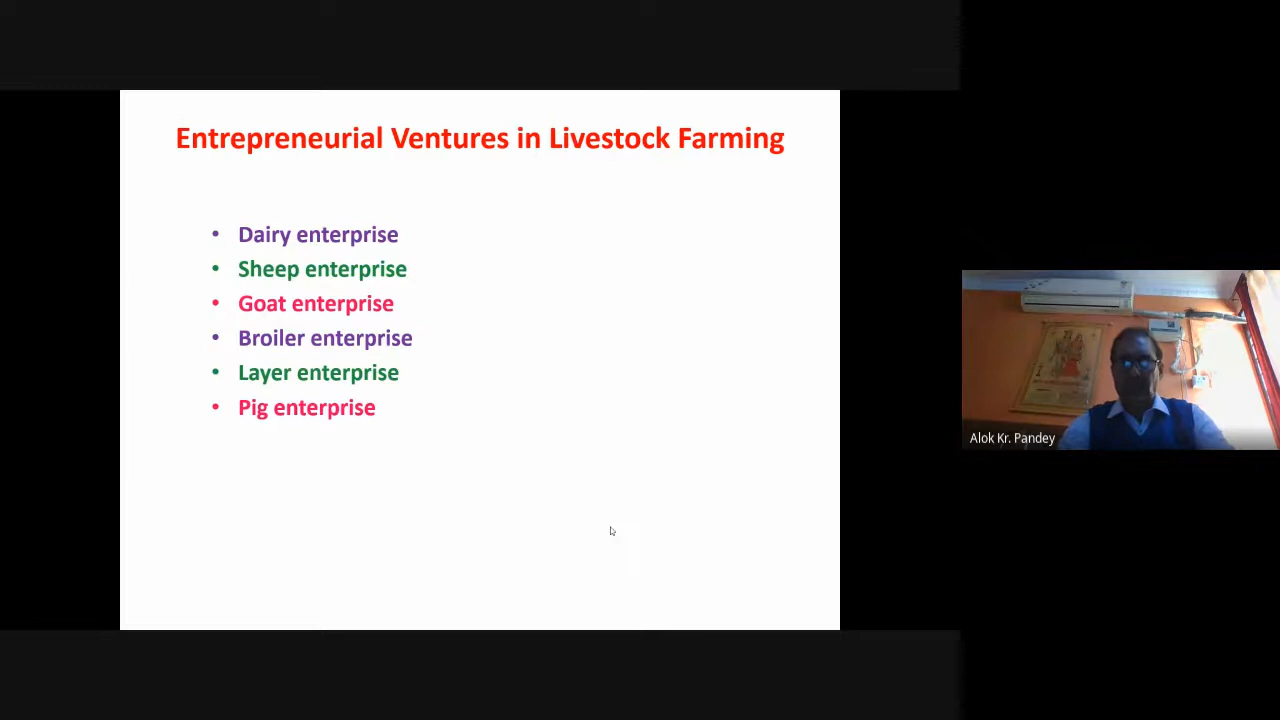 Entrepreneurial Ventures in Livestock Farming
• Dairy enterprise
• Sheep enterprise
• Goat enterprise
• Broiler enterprise
• Layer enterprise
• Pig enterprise
Alok Kr. Pandey